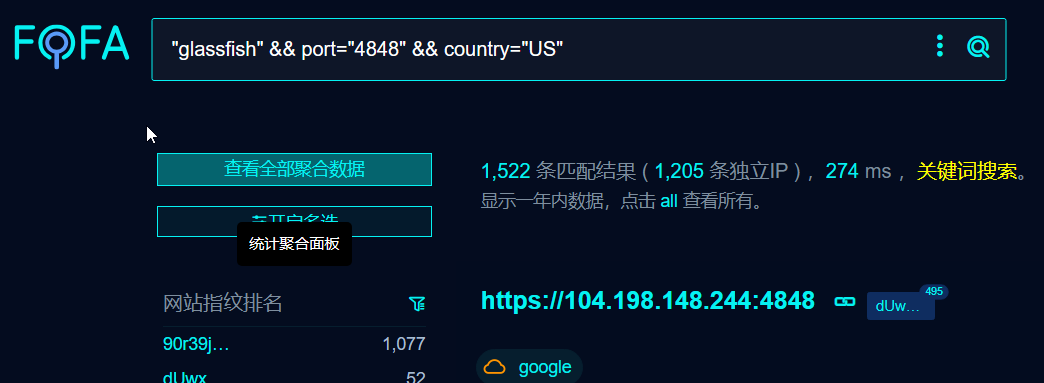 FOFA
"glassfish" && port="4848" && country="US"
查看全部聚合数据
1,522 条匹配结果 ( 1,205 条独立IP ) ， 274 ms ，关键词搜索。
显示一年内数据，点击 all 查看所有。
统计聚合面板
网站指纹排名
https://104.198.148.244:4848
dUw...
495
90r39j...
1,077
dUwx
52
google